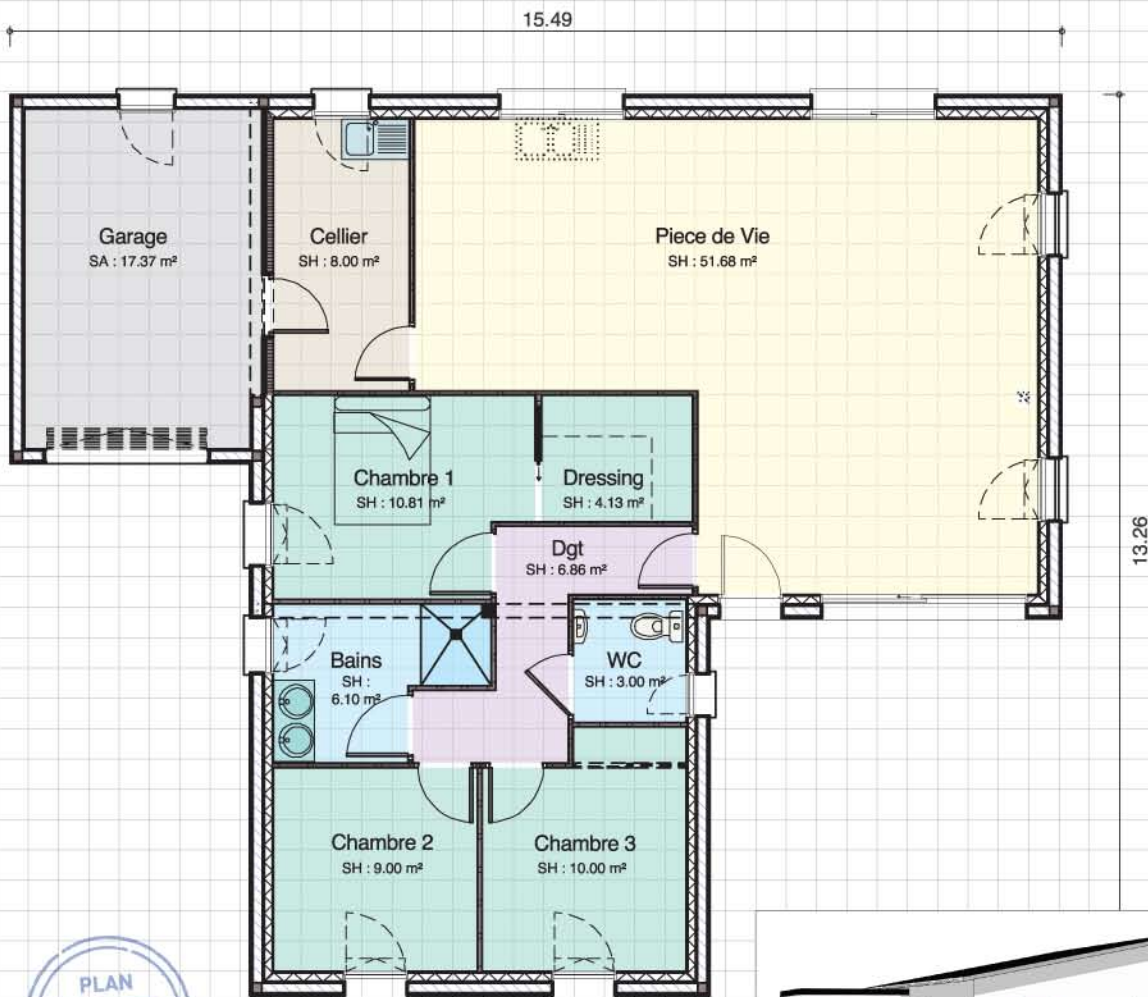 15.49
Garage
SA : 17.37 m²
Cellier
SH : 8.00 m²
Piece de Vie
SH : 51.68 m²
Chambre 1
SH : 10.81 m²
Dressing
SH : 4.13 m²
Dgt
SH : 6.86 m²
13.26
Bains
SH :
6.10 m²
WC
SH : 3.00 m²
Chambre 2
SH : 9.00 m²
Chambre 3
SH : 10.00 m²
PLAN